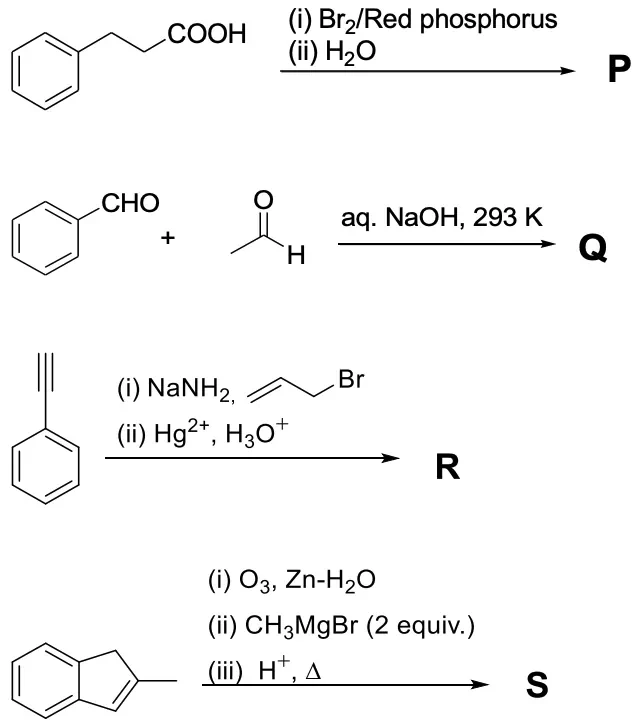 COOH
(i) Br₂/Red phosphorus
(ii) H₂O
P
CHO
+
O
H
aq. NaOH, 293 K
Q
(i) NaNH₂,
Br
(ii) Hg²⁺, H₃O⁺
R
(i) O₃, Zn-H₂O
(ii) CH₃MgBr (2 equiv.)
(iii) H⁺, Δ
S